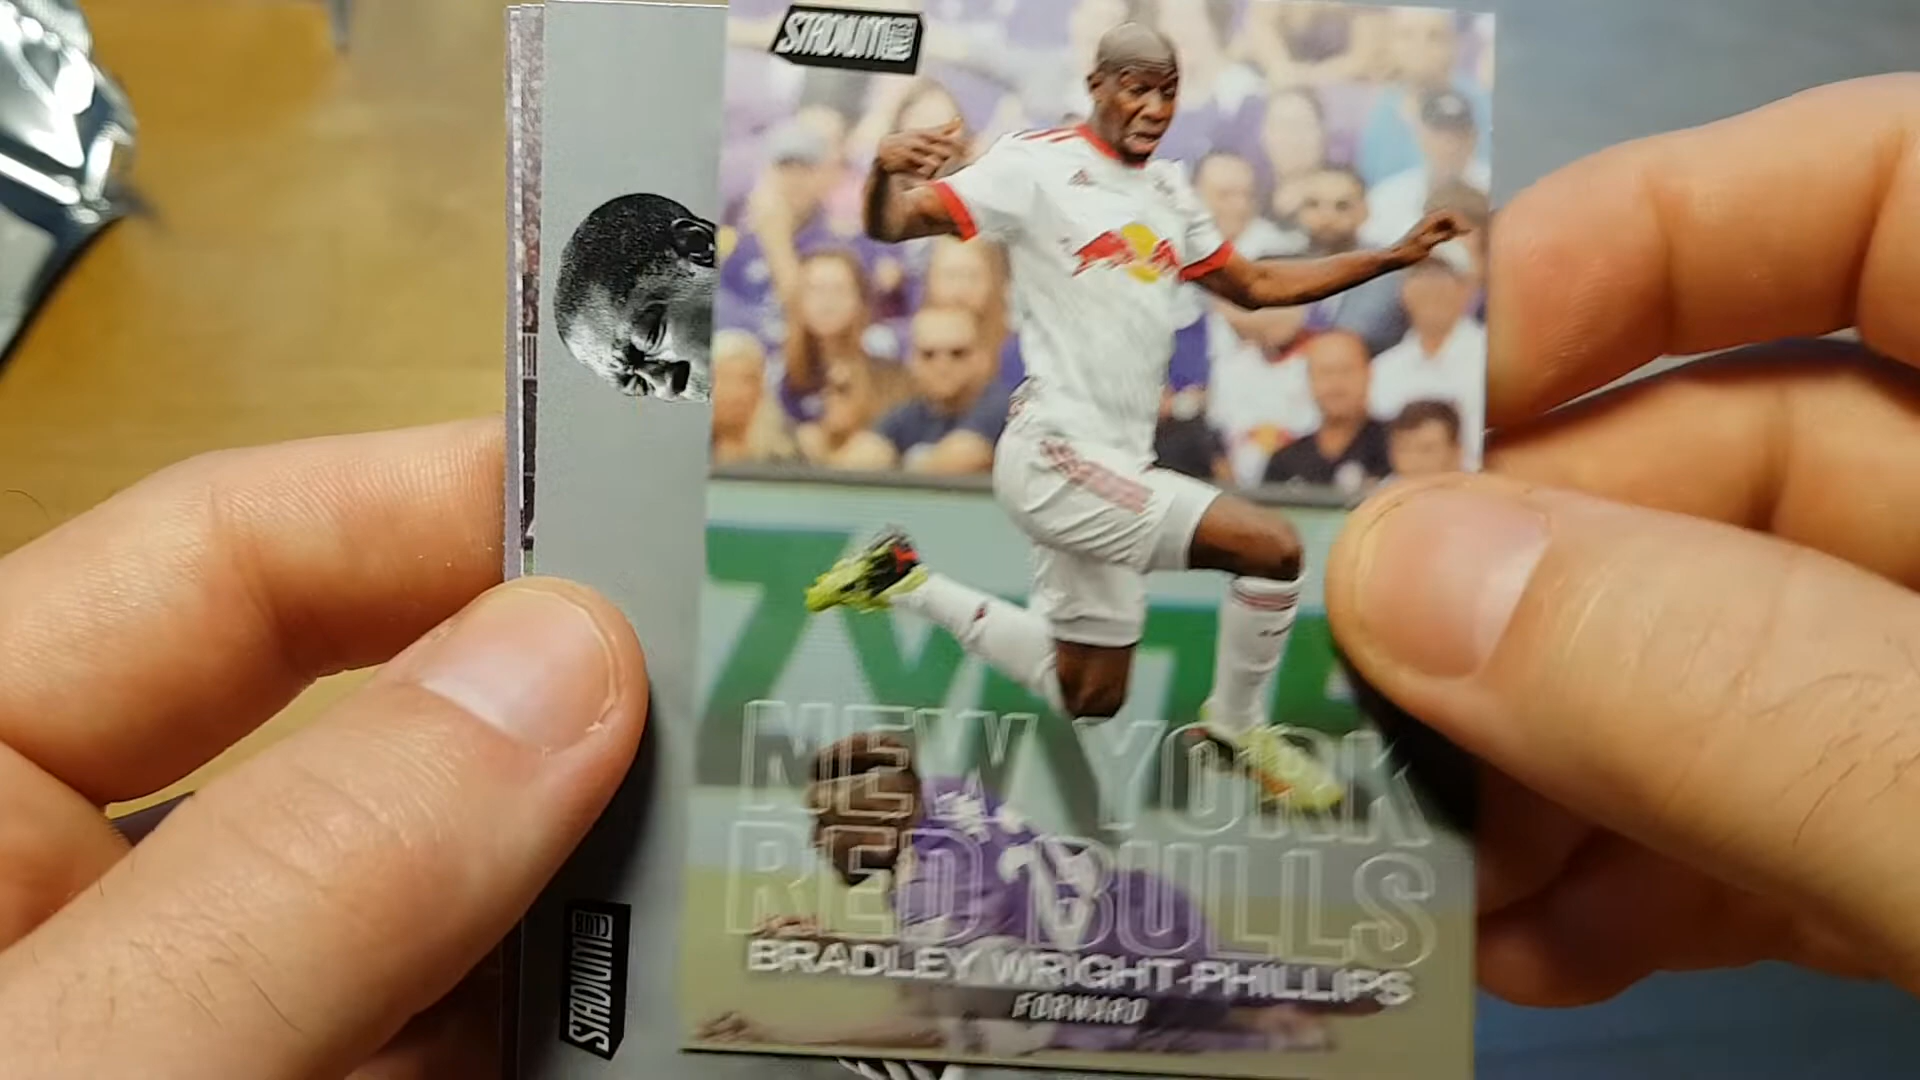 STADIUM CLUB
NEW YORK
RED BULLS
BRADLEY WRIGHT-PHILLIPS
FORWARD
STADIUM CLUB